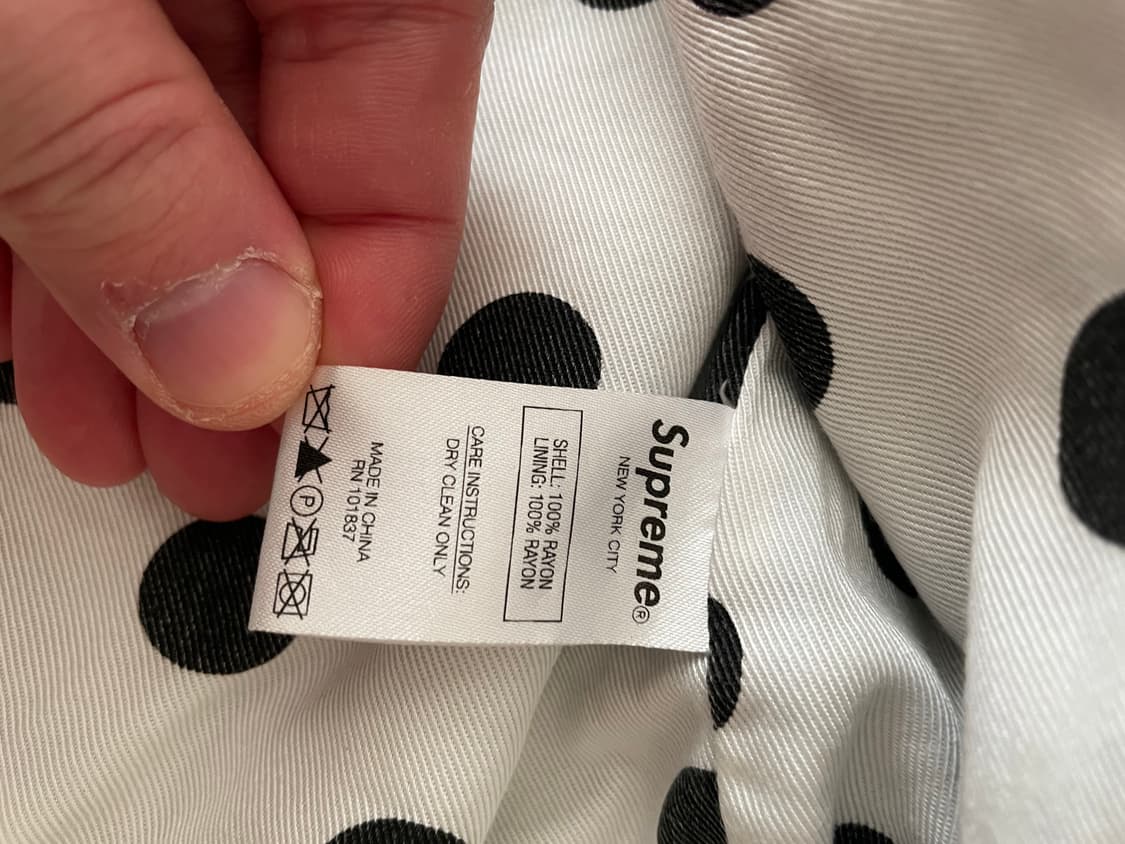 Supreme®
NEW YORK CITY
SHELL: 100% RAYON
LINING: 100% RAYON
CARE INSTRUCTIONS:
DRY CLEAN ONLY
MADE IN CHINA
RN 101837
P